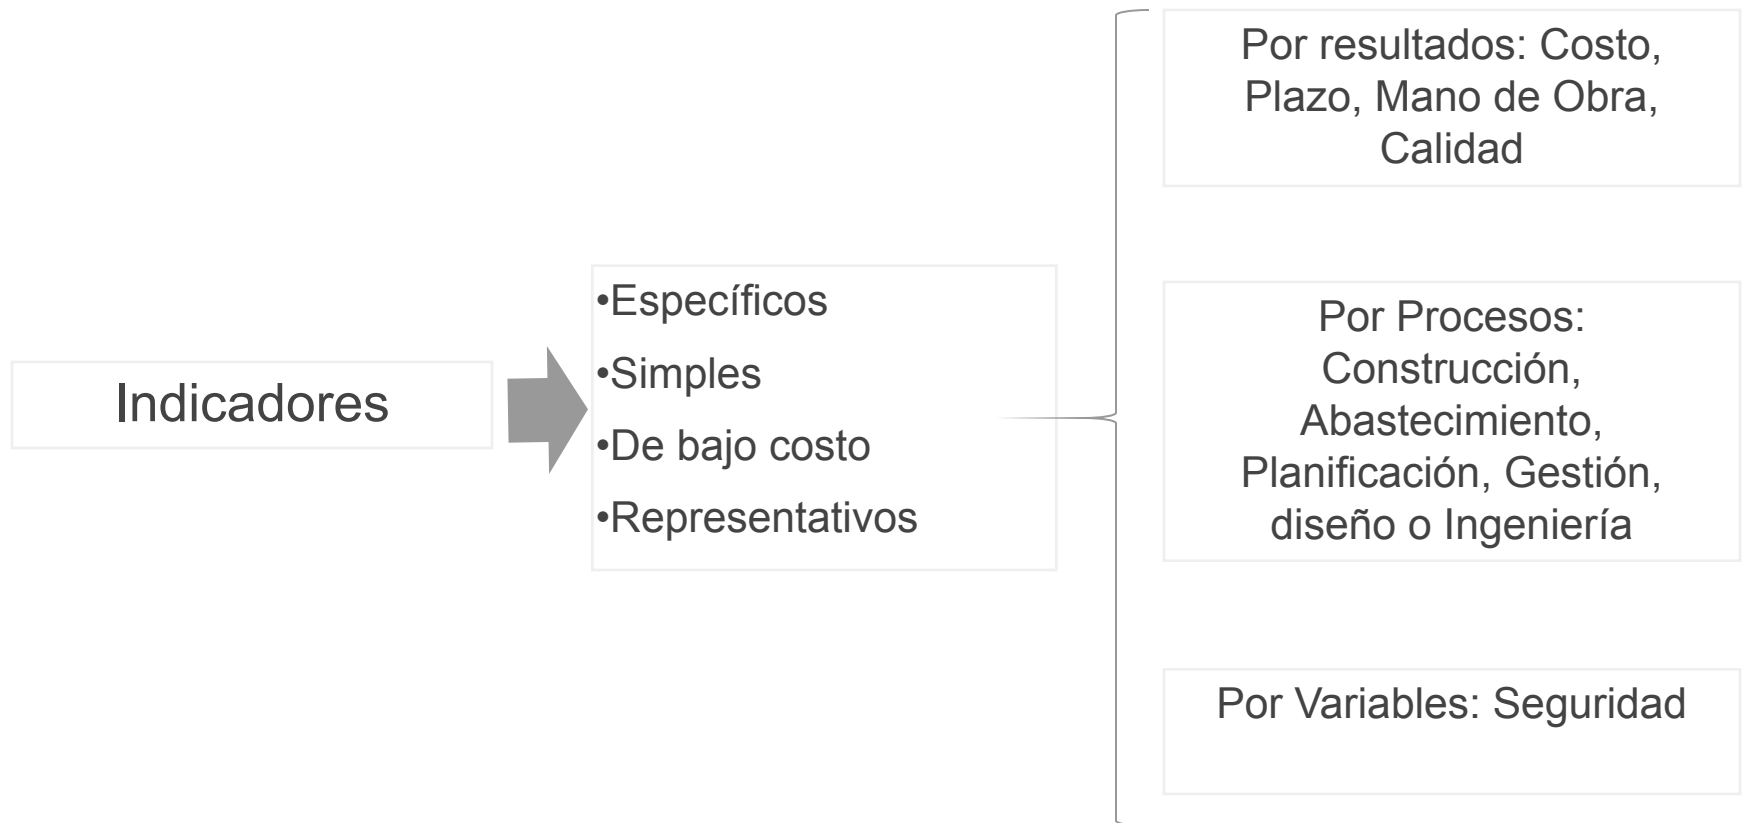 Indicadores
•Específicos
•Simples
•De bajo costo
•Representativos
Por resultados: Costo,
Plazo, Mano de Obra,
Calidad
Por Procesos:
Construcción,
Abastecimiento,
Planificación, Gestión,
diseño o Ingeniería
Por Variables: Seguridad